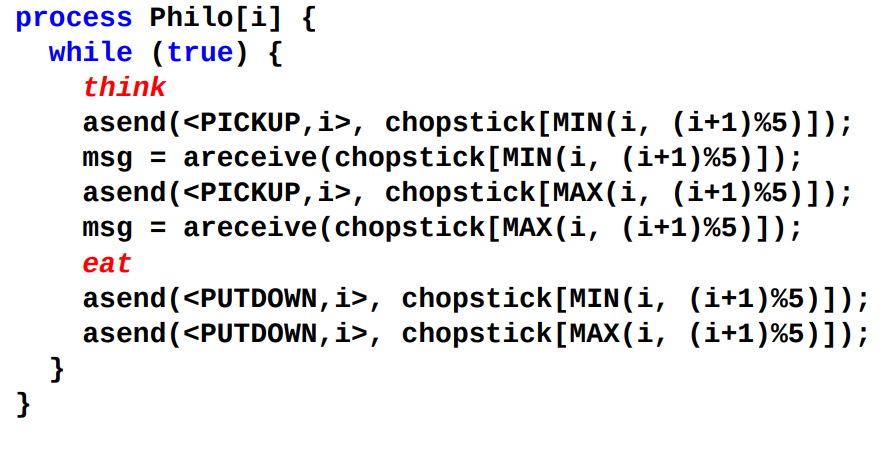 process Philo[i] {
while (true) {
think
asend(<PICKUP,i>, chopstick[MIN(i, (i+1)%5)]);
msg = areceive(chopstick[MIN(i, (i+1)%5)]);
asend(<PICKUP,i>, chopstick[MAX(i, (i+1)%5)]);
msg = areceive(chopstick[MAX(i, (i+1)%5)]);
eat
asend(<PUTDOWN,i>, chopstick[MIN(i, (i+1)%5)]);
asend(<PUTDOWN,i>, chopstick[MAX(i, (i+1)%5)]);
}
}